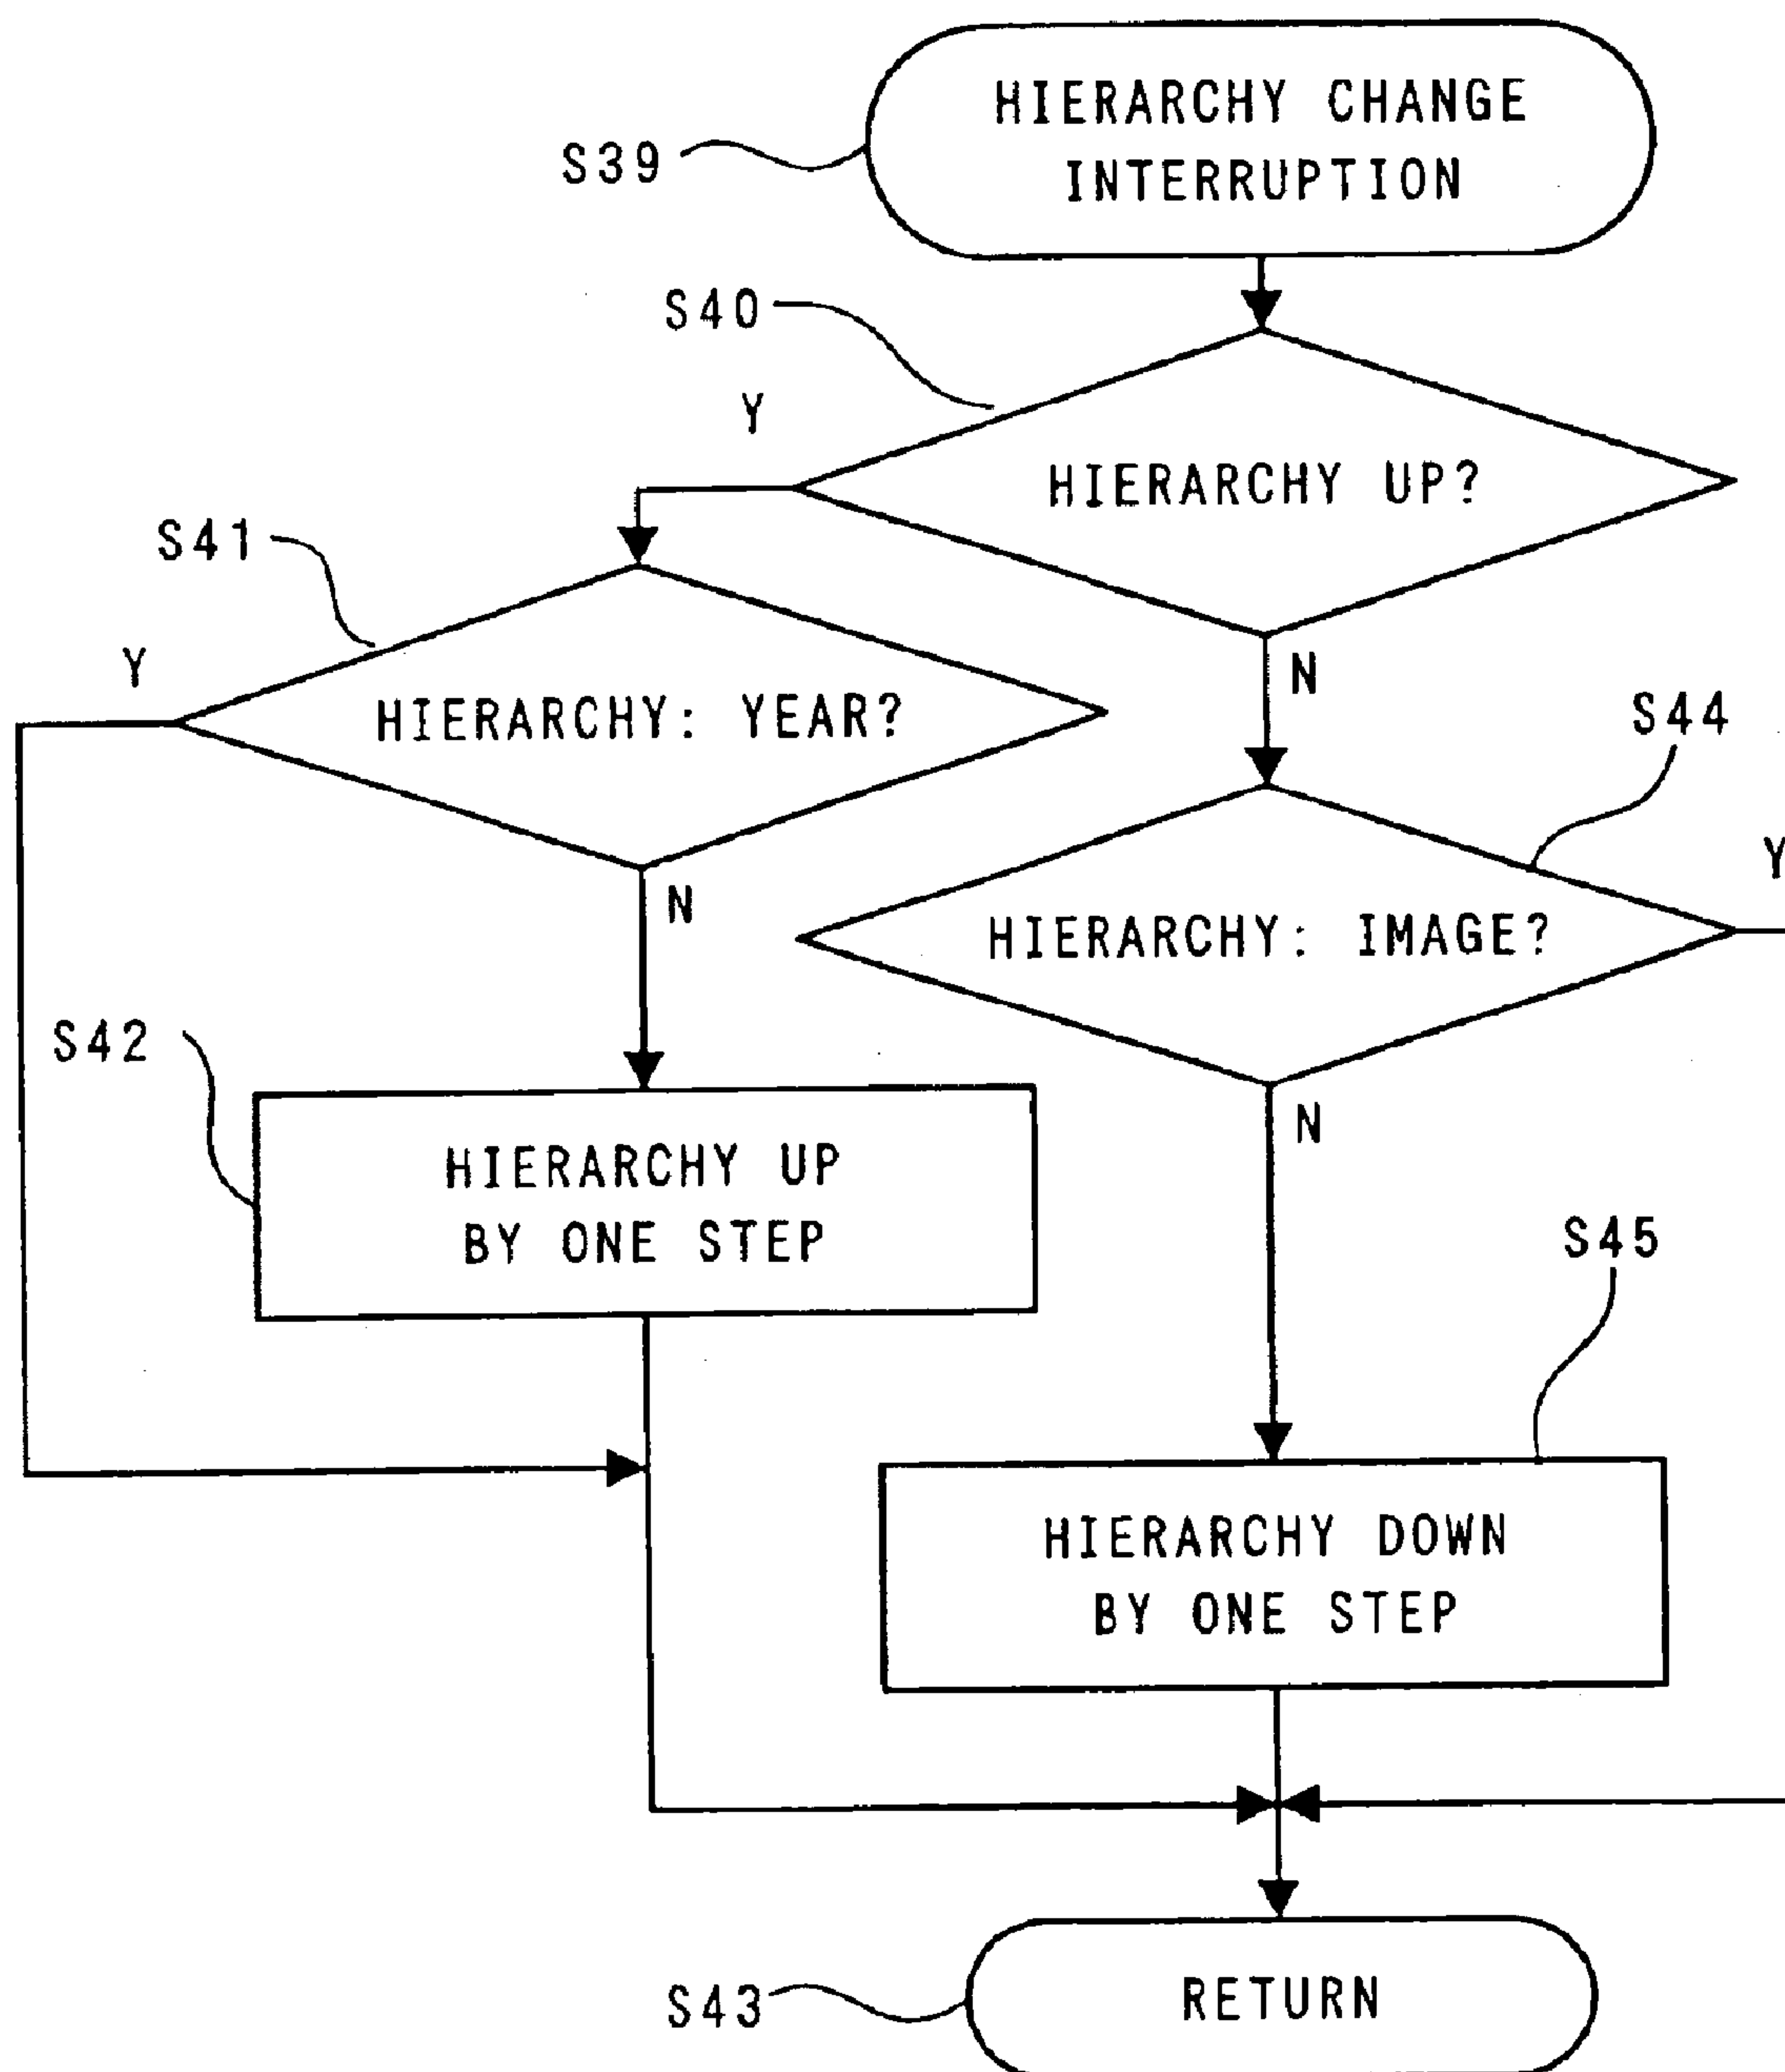 HIERARCHY CHANGE
INTERRUPTION
S39
S40
Y
HIERARCHY UP?
S41
N
Y
HIERARCHY: YEAR?
S44
Y
N
HIERARCHY: IMAGE?
S42
N
HIERARCHY UP
BY ONE STEP
S45
HIERARCHY DOWN
BY ONE STEP
S43
RETURN